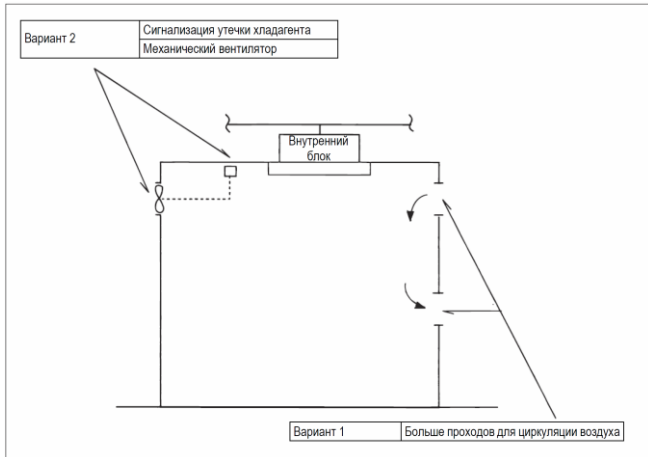 Вариант 2
Сигнализация утечки хладагента
Механический вентилятор
Внутренний
блок
Вариант 1
Больше проходов для циркуляции воздуха